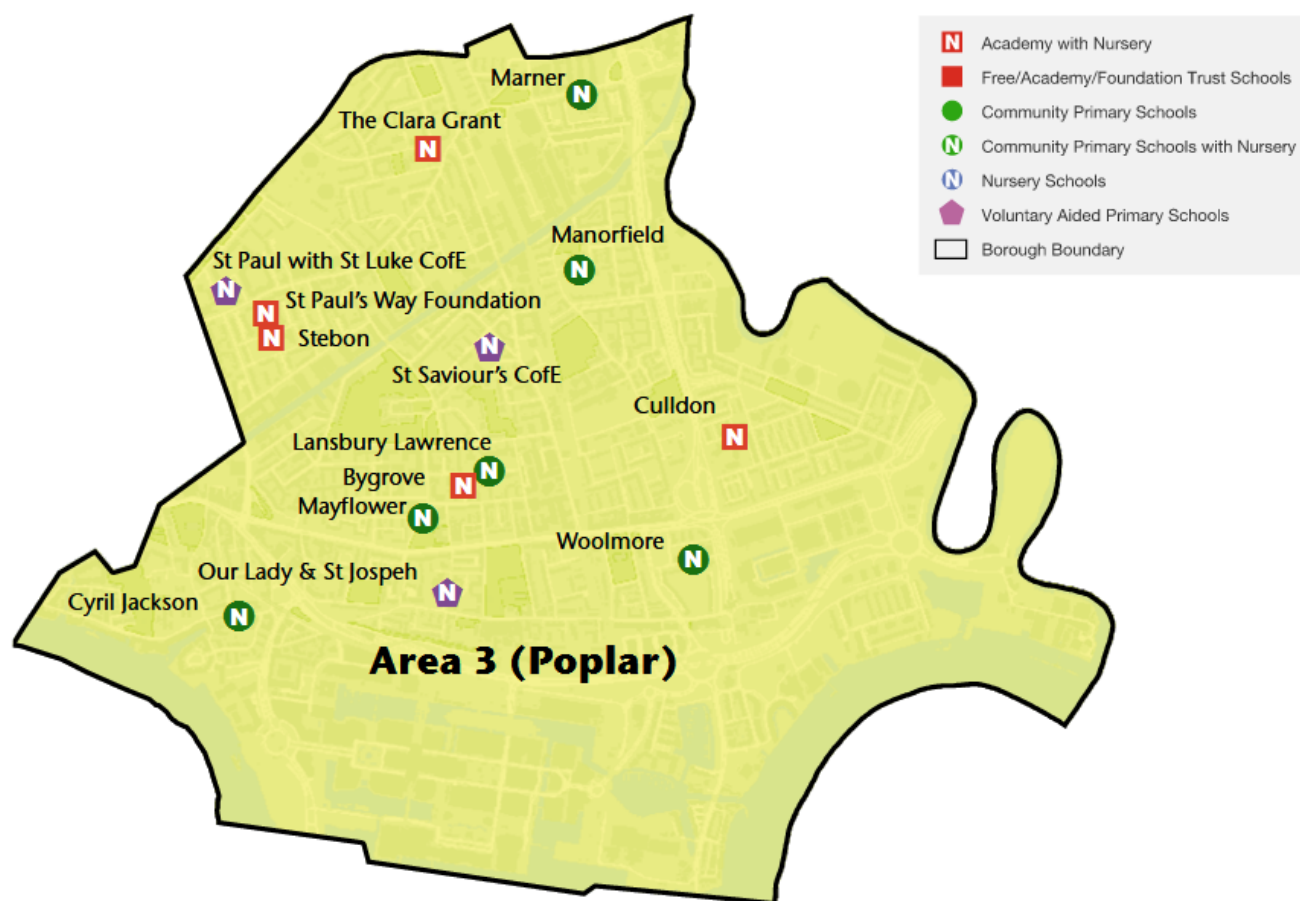 Marner
N
The Clara Grant
N
Manorfield
N
St Paul with St Luke CofE
N
St Paul's Way Foundation
N
Stebon
N
St Saviour's CofE
N
Culldon
N
Lansbury Lawrence
N
Bygrove
N
Mayflower
N
Woolmore
N
Our Lady & St Jospeh
N
Cyril Jackson
N
Area 3 (Poplar)
N Academy with Nursery
Free/Academy/Foundation Trust Schools
Community Primary Schools
N Community Primary Schools with Nursery
N Nursery Schools
Voluntary Aided Primary Schools
Borough Boundary